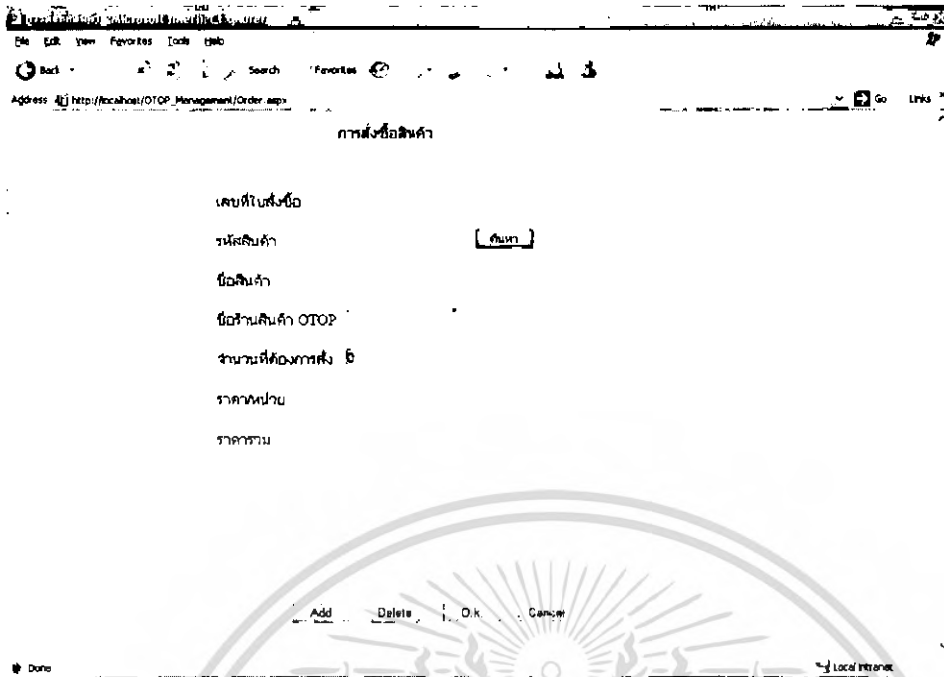 Microsoft Internet Explorer
File Edit View Favorites Tools Help
Back Search Favorites
Address http://localhost/OTOP_Management/Order.aspx Go Links
การสั่งซื้อสินค้า
เลขที่ใบสั่งซื้อ
รหัสสินค้า ค้นหา
ชื่อสินค้า
ชื่อร้านสินค้า OTOP
จำนวนที่ต้องการสั่ง
ราคา/หน่วย
ราคารวม
Add Delete O.k. Cancel
Done Local intranet